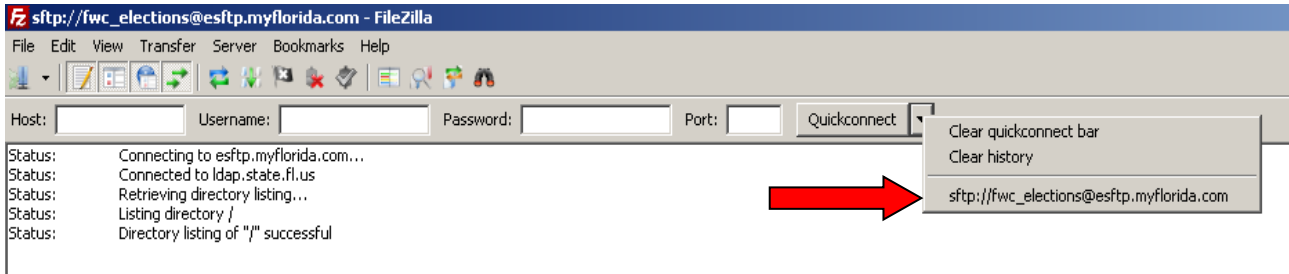 sftp://fwc_elections@esftp.myflorida.com - FileZilla
File Edit View Transfer Server Bookmarks Help
Host: Username: Password: Port: Quickconnect
Clear quickconnect bar
Clear history
sftp://fwc_elections@esftp.myflorida.com
Status: Connecting to esftp.myflorida.com...
Status: Connected to ldap.state.fl.us
Status: Retrieving directory listing...
Status: Listing directory /
Status: Directory listing of "/" successful